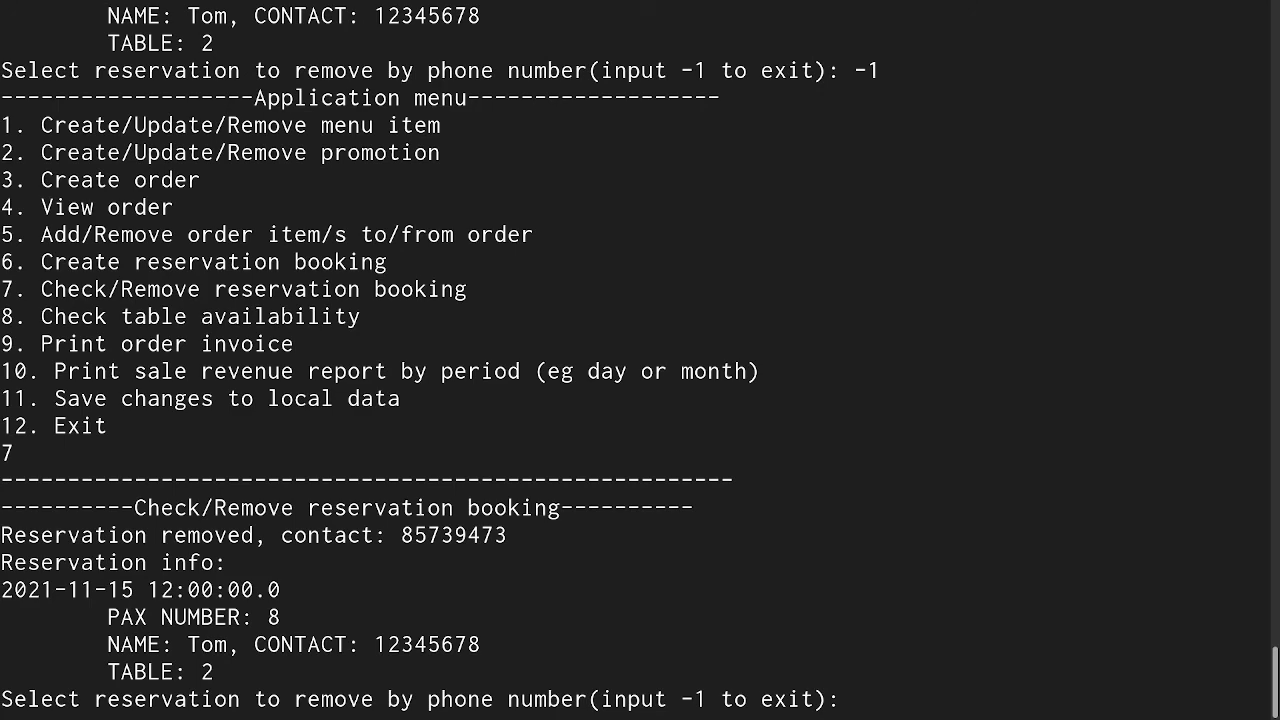 NAME: Tom, CONTACT: 12345678
TABLE: 2
Select reservation to remove by phone number(input -1 to exit): -1
-------------------Application menu-------------------
1. Create/Update/Remove menu item
2. Create/Update/Remove promotion
3. Create order
4. View order
5. Add/Remove order item/s to/from order
6. Create reservation booking
7. Check/Remove reservation booking
8. Check table availability
9. Print order invoice
10. Print sale revenue report by period (eg day or month)
11. Save changes to local data
12. Exit
7
-------------------------------------------------------
----------Check/Remove reservation booking----------
Reservation removed, contact: 85739473
Reservation info:
2021-11-15 12:00:00.0
PAX NUMBER: 8
NAME: Tom, CONTACT: 12345678
TABLE: 2
Select reservation to remove by phone number(input -1 to exit):